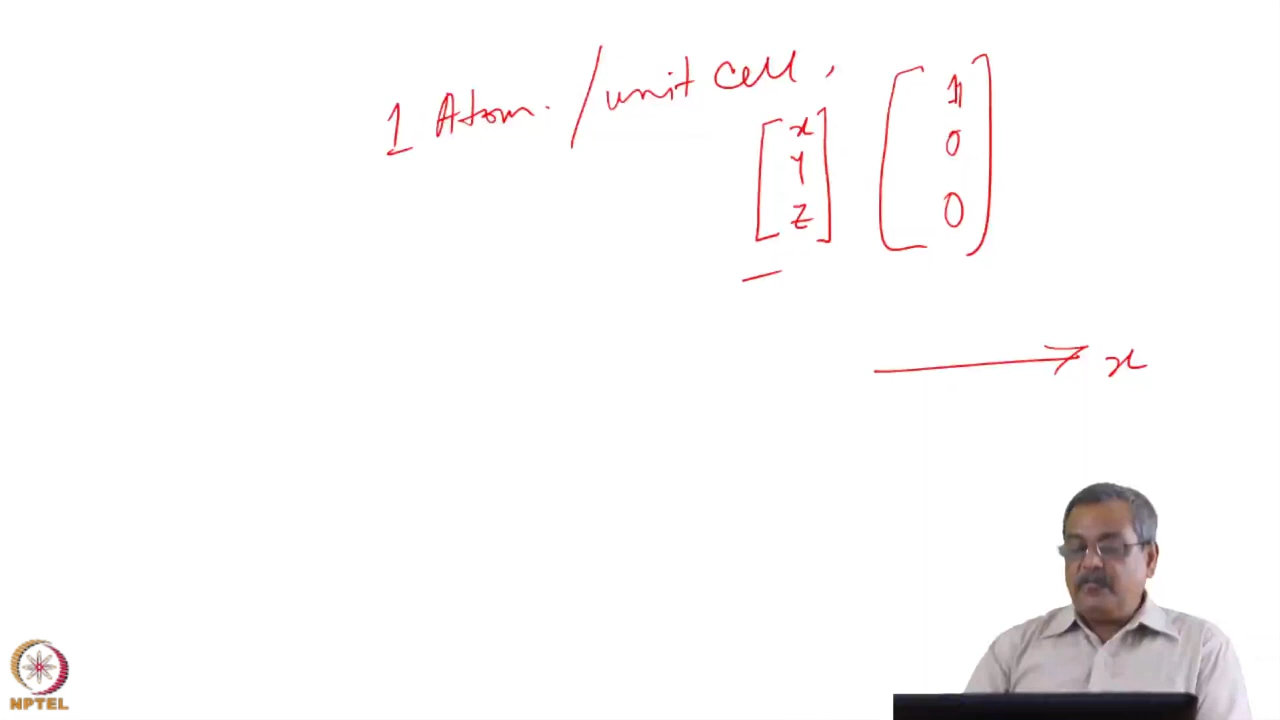 1 Atom. / unit cell,
[x y z] [1 0 0]
x
NPTEL